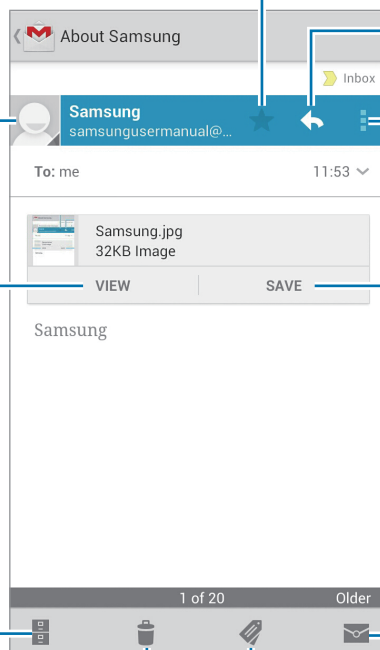 About Samsung
Inbox
Samsung
samsungusermanual@...
To: me 11:53
Samsung.jpg
32KB Image
VIEW SAVE
Samsung
1 of 20 Older